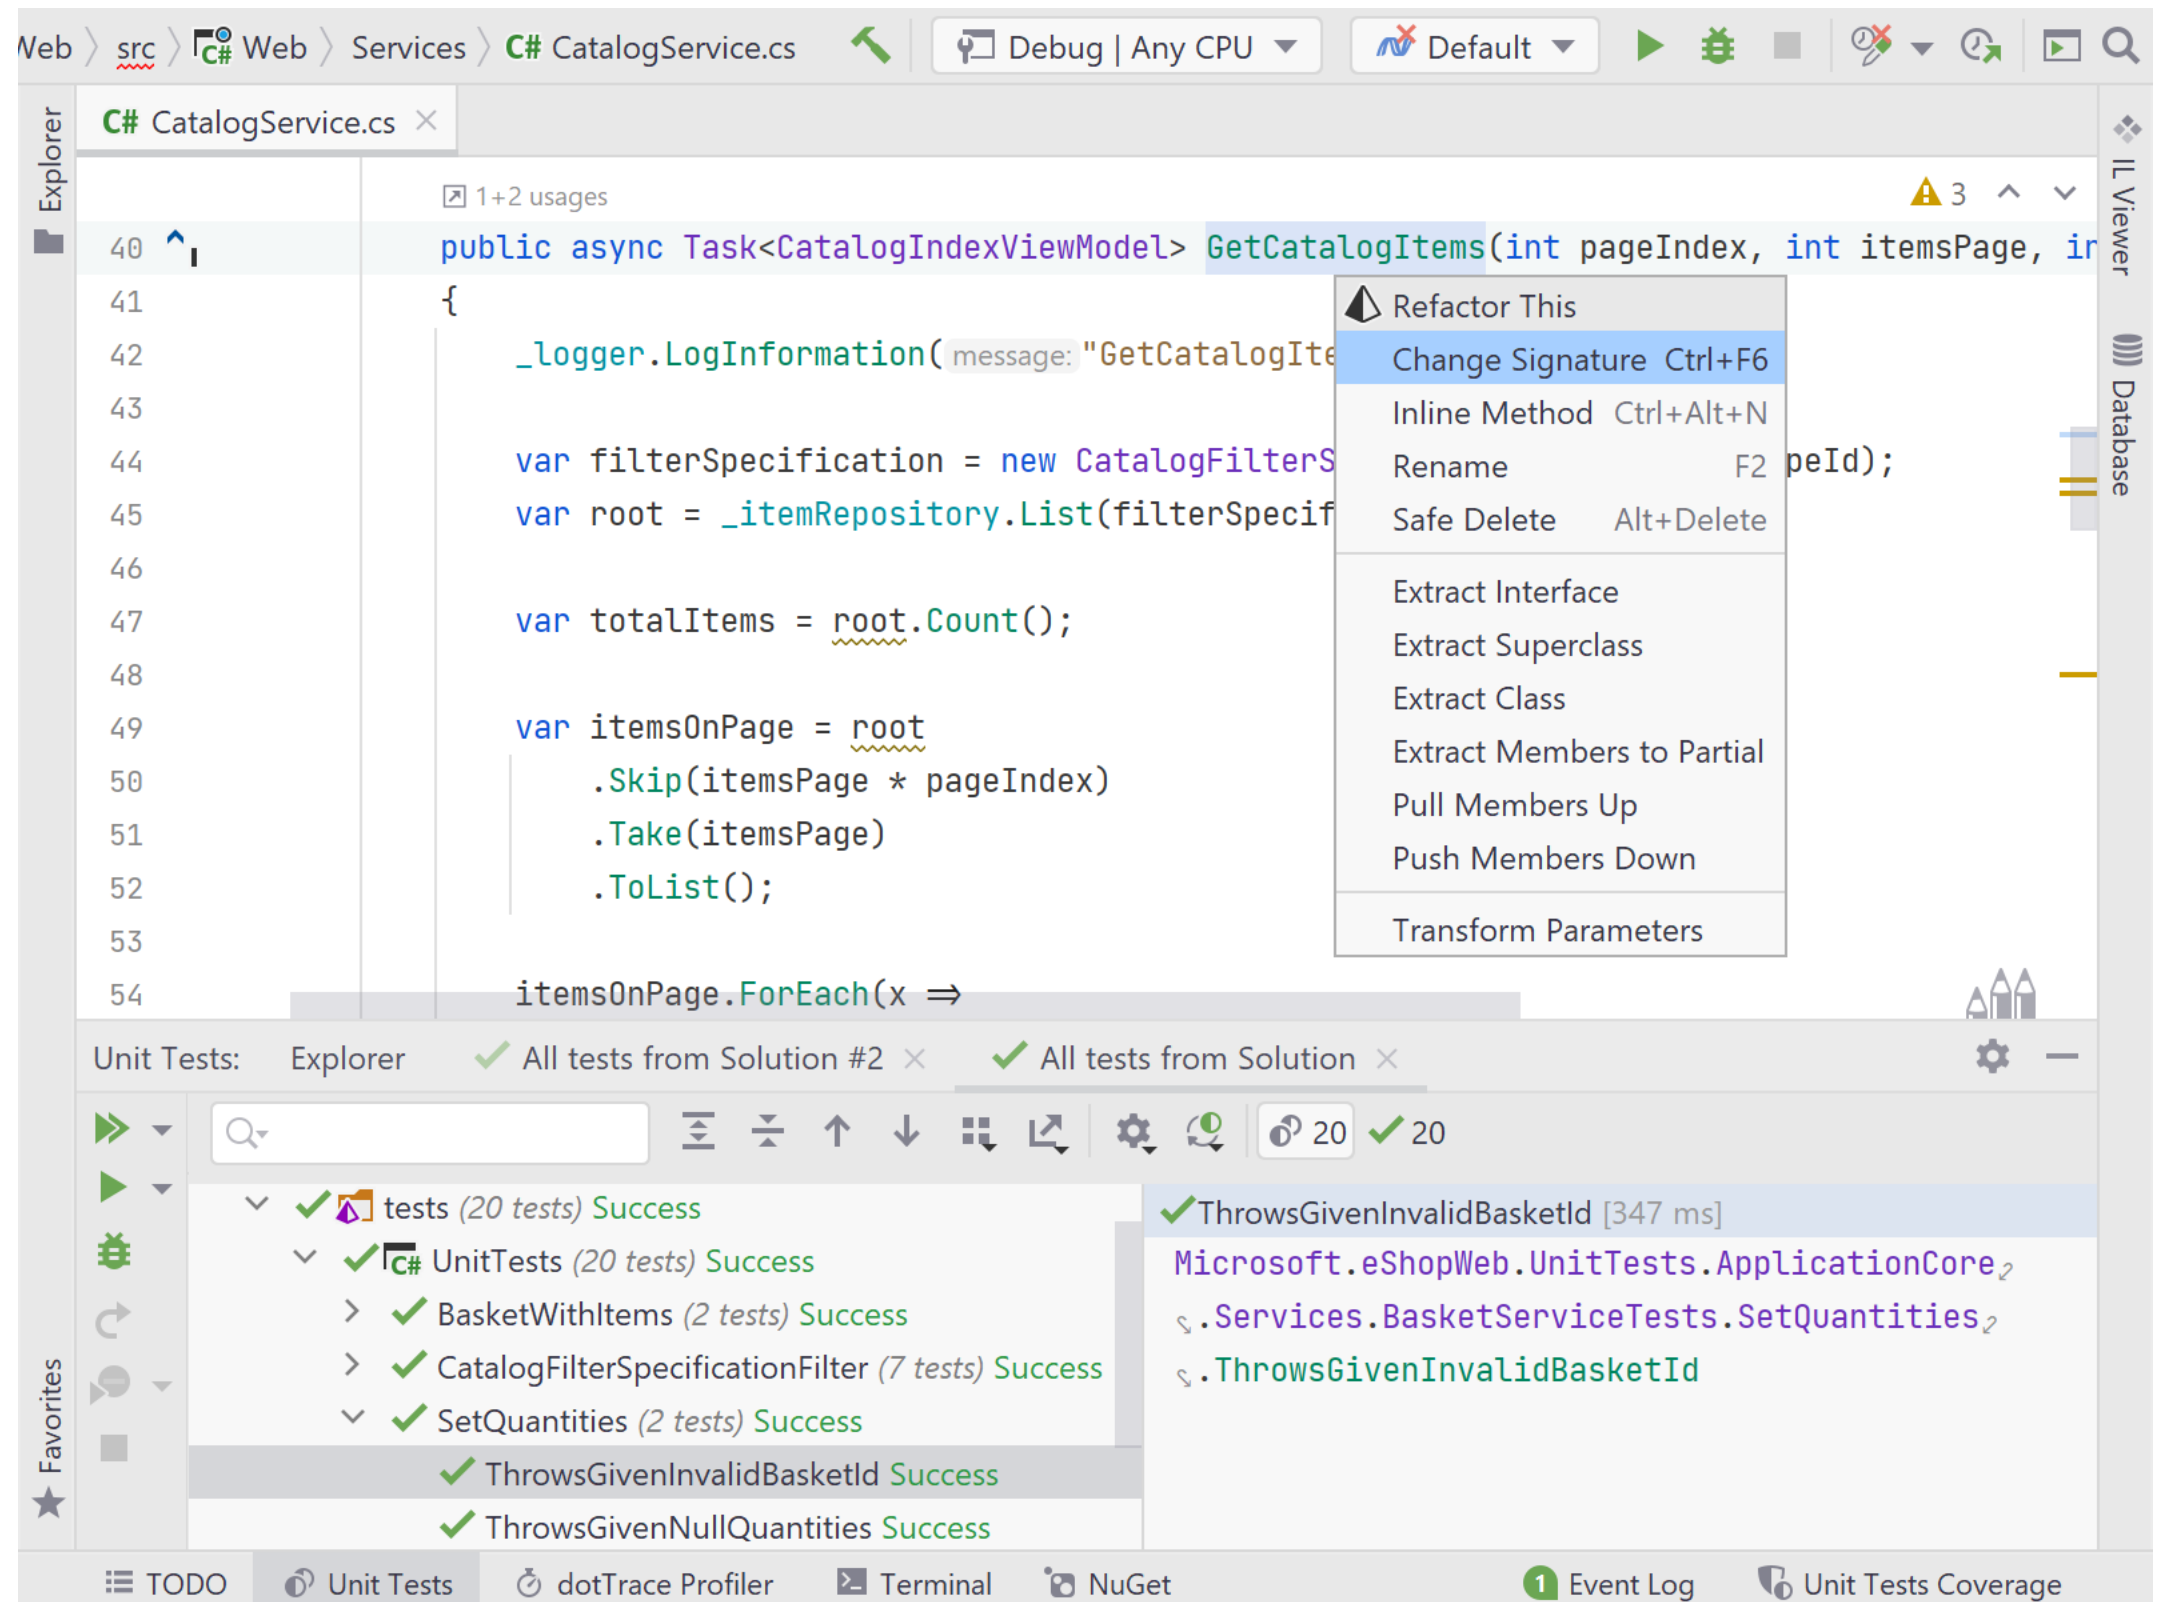 Web src Web Services C# CatalogService.cs Debug | Any CPU Default
C# CatalogService.cs
Explorer
IL Viewer
Database
Favorites
1+2 usages
3
40 public async Task<CatalogIndexViewModel> GetCatalogItems(int pageIndex, int itemsPage, in
41 {
42 _logger.LogInformation( message: "GetCatalogIte
43
44 var filterSpecification = new CatalogFilterS peId);
45 var root = _itemRepository.List(filterSpecif
46
47 var totalItems = root.Count();
48
49 var itemsOnPage = root
50 .Skip(itemsPage * pageIndex)
51 .Take(itemsPage)
52 .ToList();
53
54 itemsOnPage.ForEach(x ⇒
Refactor This
Change Signature Ctrl+F6
Inline Method Ctrl+Alt+N
Rename F2
Safe Delete Alt+Delete
Extract Interface
Extract Superclass
Extract Class
Extract Members to Partial
Pull Members Up
Push Members Down
Transform Parameters
Unit Tests: Explorer All tests from Solution #2 All tests from Solution
20 20
tests (20 tests) Success
C# UnitTests (20 tests) Success
BasketWithItems (2 tests) Success
CatalogFilterSpecificationFilter (7 tests) Success
SetQuantities (2 tests) Success
ThrowsGivenInvalidBasketId Success
ThrowsGivenNullQuantities Success
ThrowsGivenInvalidBasketId [347 ms]
Microsoft.eShopWeb.UnitTests.ApplicationCore
.Services.BasketServiceTests.SetQuantities
.ThrowsGivenInvalidBasketId
TODO Unit Tests dotTrace Profiler Terminal NuGet 1 Event Log Unit Tests Coverage